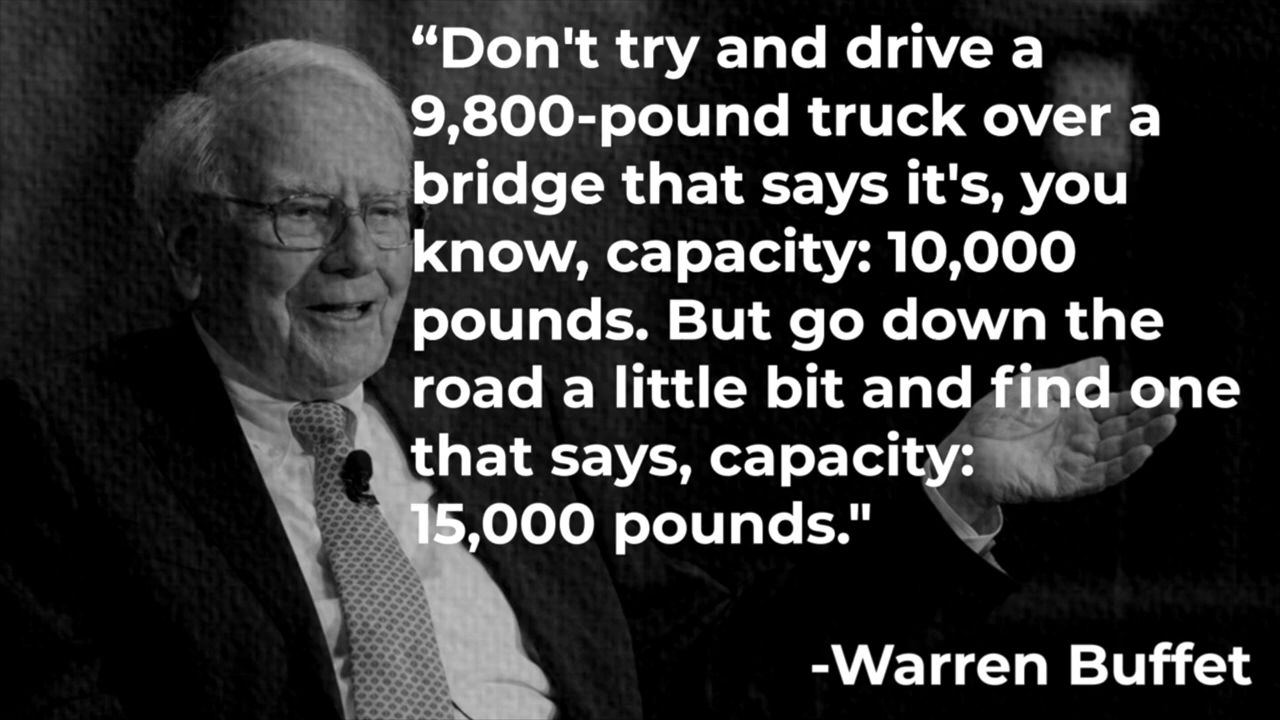 “Don't try and drive a
9,800-pound truck over a
bridge that says it's, you
know, capacity: 10,000
pounds. But go down the
road a little bit and find one
that says, capacity:
15,000 pounds."
-Warren Buffet